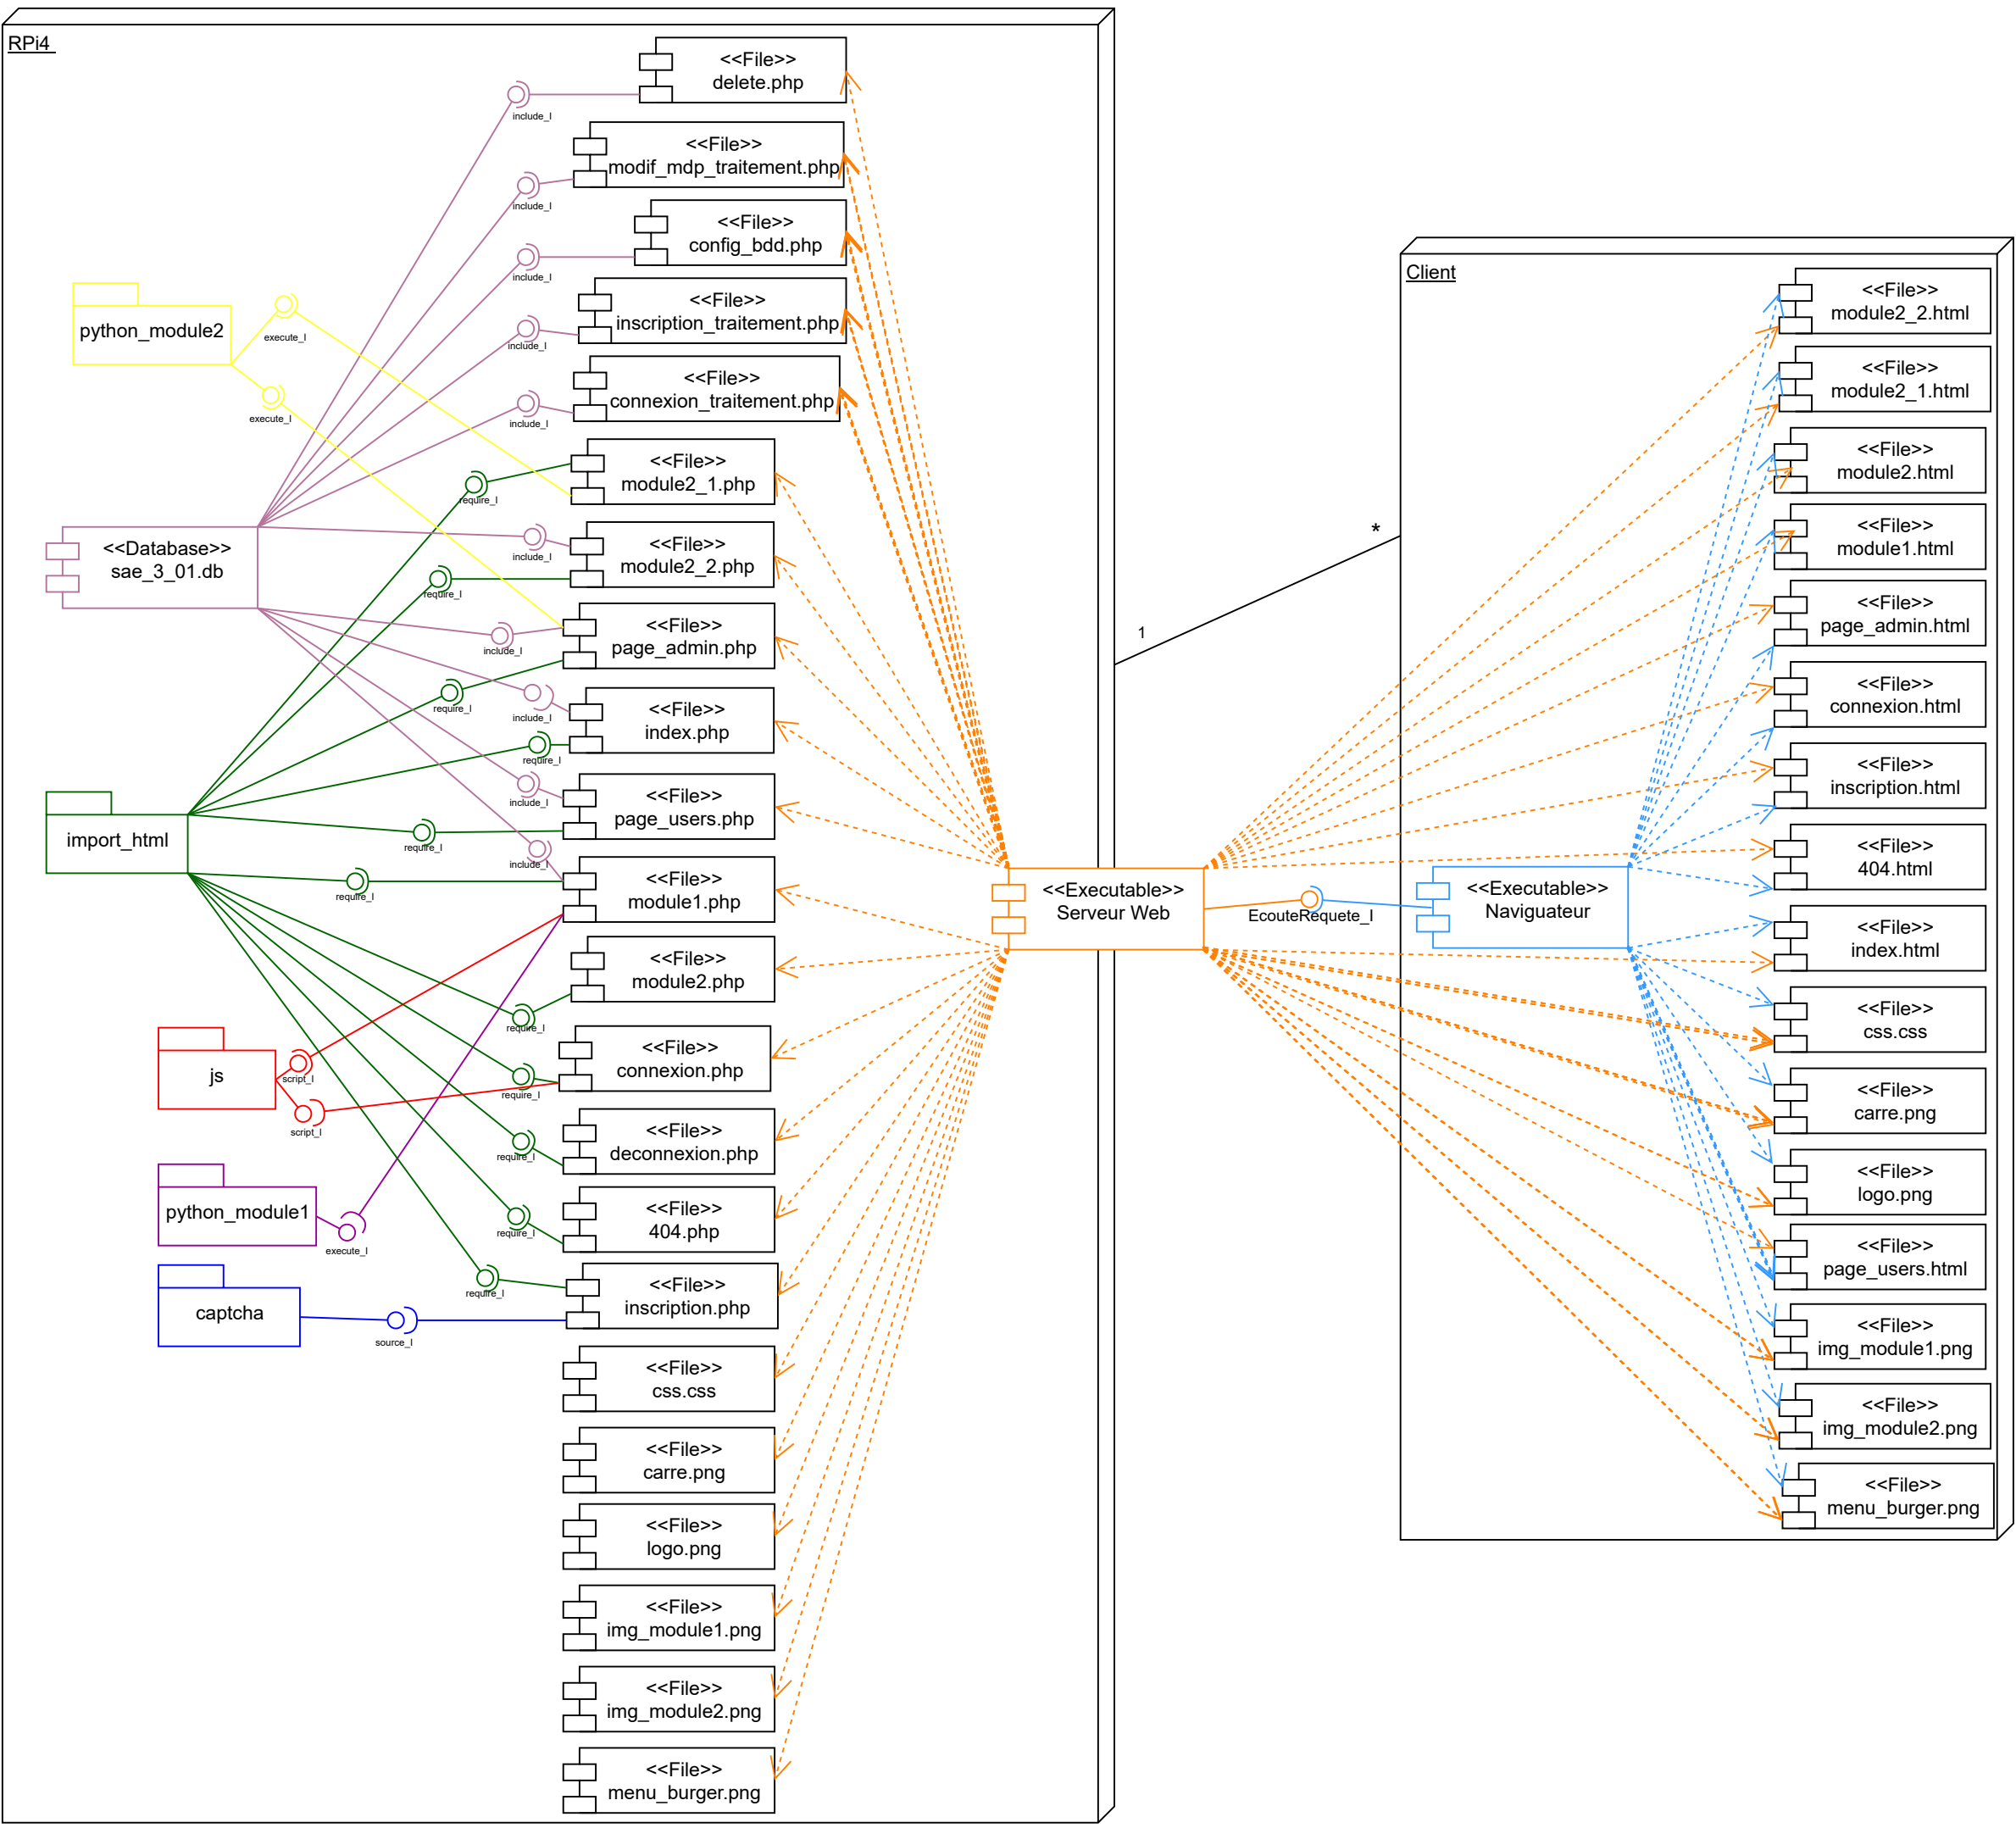 RPi4
<<File>>
delete.php
include_I
<<File>>
modif_mdp_traitement.php
include_I
<<File>>
config_bdd.php
include_I
<<File>>
inscription_traitement.php
include_I
python_module2
execute_I
execute_I
<<File>>
connexion_traitement.php
include_I
<<File>>
module2_1.php
require_I
<<Database>>
sae_3_01.db
<<File>>
module2_2.php
include_I
require_I
<<File>>
page_admin.php
include_I
require_I
<<File>>
index.php
include_I
require_I
<<File>>
page_users.php
include_I
require_I
import_html
<<File>>
module1.php
include_I
require_I
<<File>>
module2.php
require_I
js
script_I
script_I
<<File>>
connexion.php
require_I
<<File>>
deconnexion.php
require_I
python_module1
execute_I
<<File>>
404.php
require_I
captcha
source_I
<<File>>
inscription.php
require_I
<<File>>
css.css
<<File>>
carre.png
<<File>>
logo.png
<<File>>
img_module1.png
<<File>>
img_module2.png
<<File>>
menu_burger.png
<<Executable>>
Serveur Web
1
*
EcouteRequete_I
Client
<<Executable>>
Naviguateur
<<File>>
module2_2.html
<<File>>
module2_1.html
<<File>>
module2.html
<<File>>
module1.html
<<File>>
page_admin.html
<<File>>
connexion.html
<<File>>
inscription.html
<<File>>
404.html
<<File>>
index.html
<<File>>
css.css
<<File>>
carre.png
<<File>>
logo.png
<<File>>
page_users.html
<<File>>
img_module1.png
<<File>>
img_module2.png
<<File>>
menu_burger.png